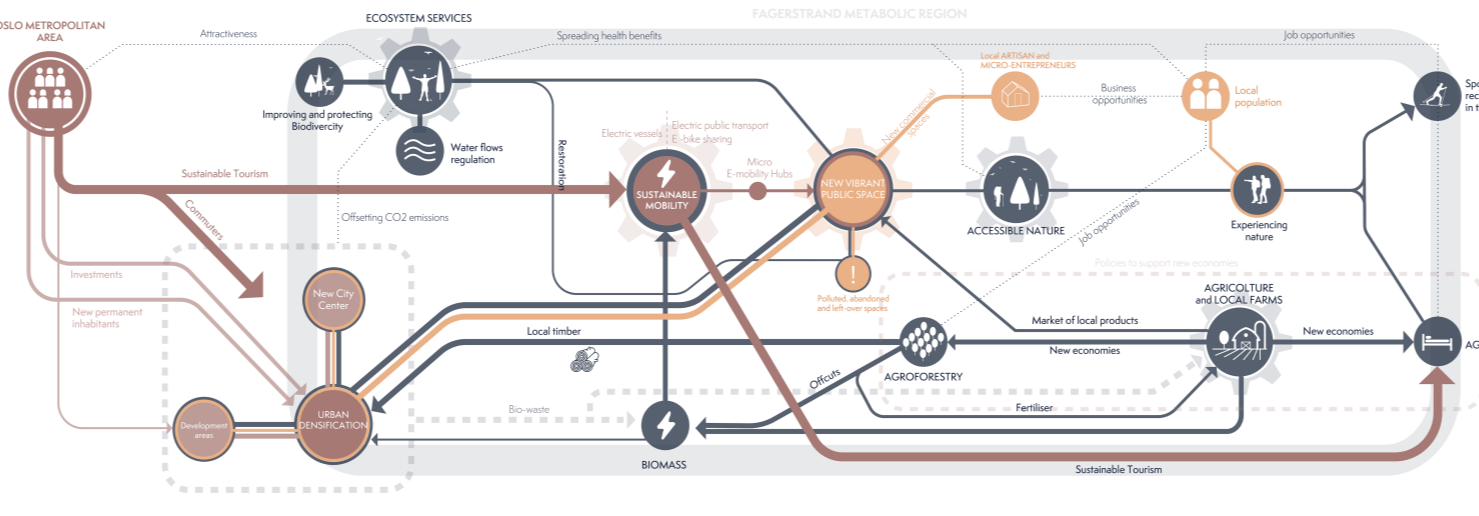 FAGERSTRAND METABOLIC REGION
OSLO METROPOLITAN
AREA
ECOSYSTEM SERVICES
Attractiveness
Spreading health benefits
Job opportunities
Local ARTISAN and
MICRO-ENTREPRENEURS
Business
opportunities
Local
population
New commercial
spaces
Improving and protecting
Biodivercity
Water flows
regulation
Restoration
Electric vessels
Electric public transport
E-bike sharing
Micro
E-mobility Hubs
Sustainable Tourism
Commuters
SUSTAINABLE
MOBILITY
NEW VIBRANT
PUBLIC SPACE
ACCESSIBLE NATURE
Experiencing
nature
Job opportunities
Offsetting CO2 emissions
Investments
New permanent
inhabitants
New City
Center
!
Polluted, abandoned
and left-over spaces
Policies to support new economies
AGRICULTURE
and LOCAL FARMS
Local timber
Market of local products
New economies
New economies
AGROFORESTRY
Offcuts
Fertiliser
Bio-waste
URBAN
DENSIFICATION
Development
areas
BIOMASS
Sustainable Tourism